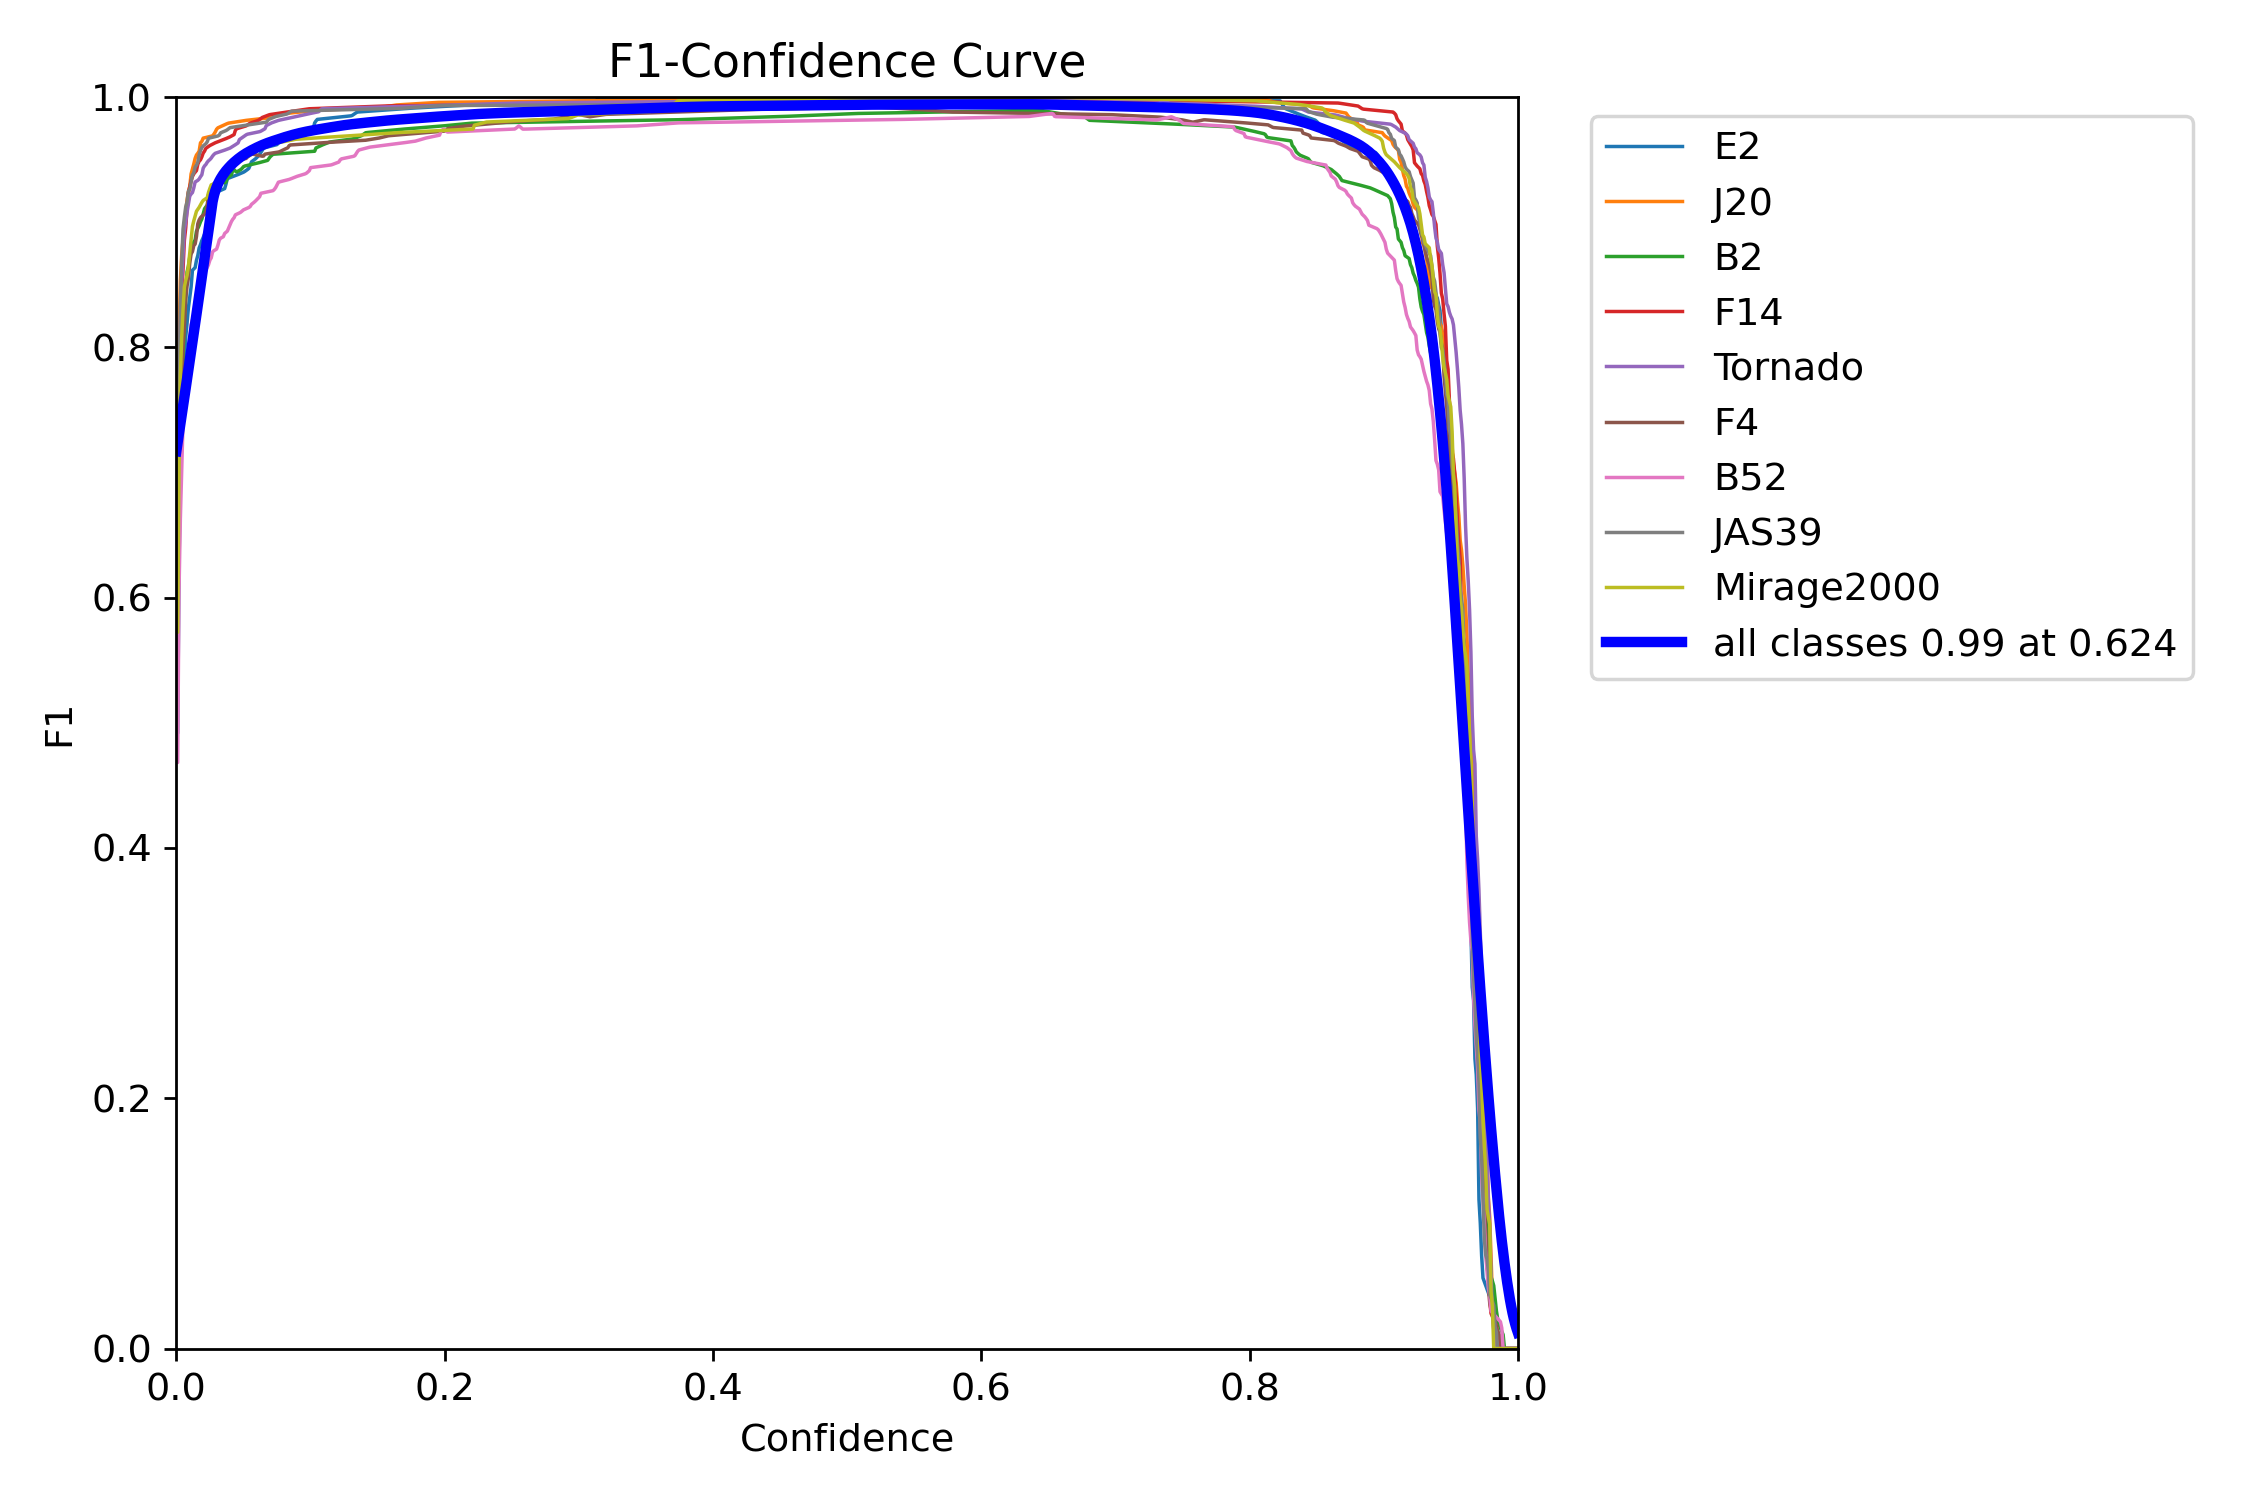 F1-Confidence Curve
1.0
0.8
0.6
0.4
0.2
0.0
F1
0.0 0.2 0.4 0.6 0.8 1.0
Confidence
E2
J20
B2
F14
Tornado
F4
B52
JAS39
Mirage2000
all classes 0.99 at 0.624